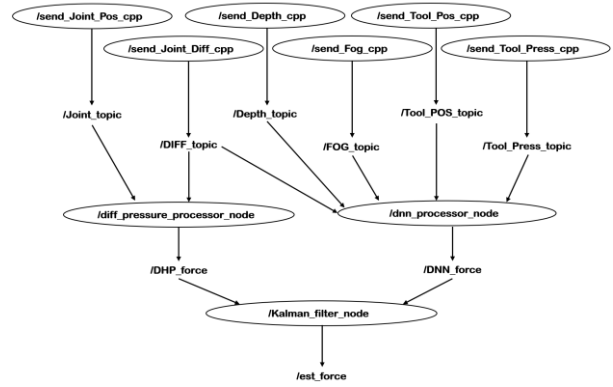 /send_Joint_Pos_cpp
/send_Depth_cpp
/send_Tool_Pos_cpp
/send_Joint_Diff_cpp
/send_Fog_cpp
/send_Tool_Press_cpp
/Joint_topic
/Depth_topic
/Tool_POS_topic
/DIFF_topic
/FOG_topic
/Tool_Press_topic
/diff_pressure_processor_node
/dnn_processor_node
/DHP_force
/DNN_force
/Kalman_filter_node
/est_force